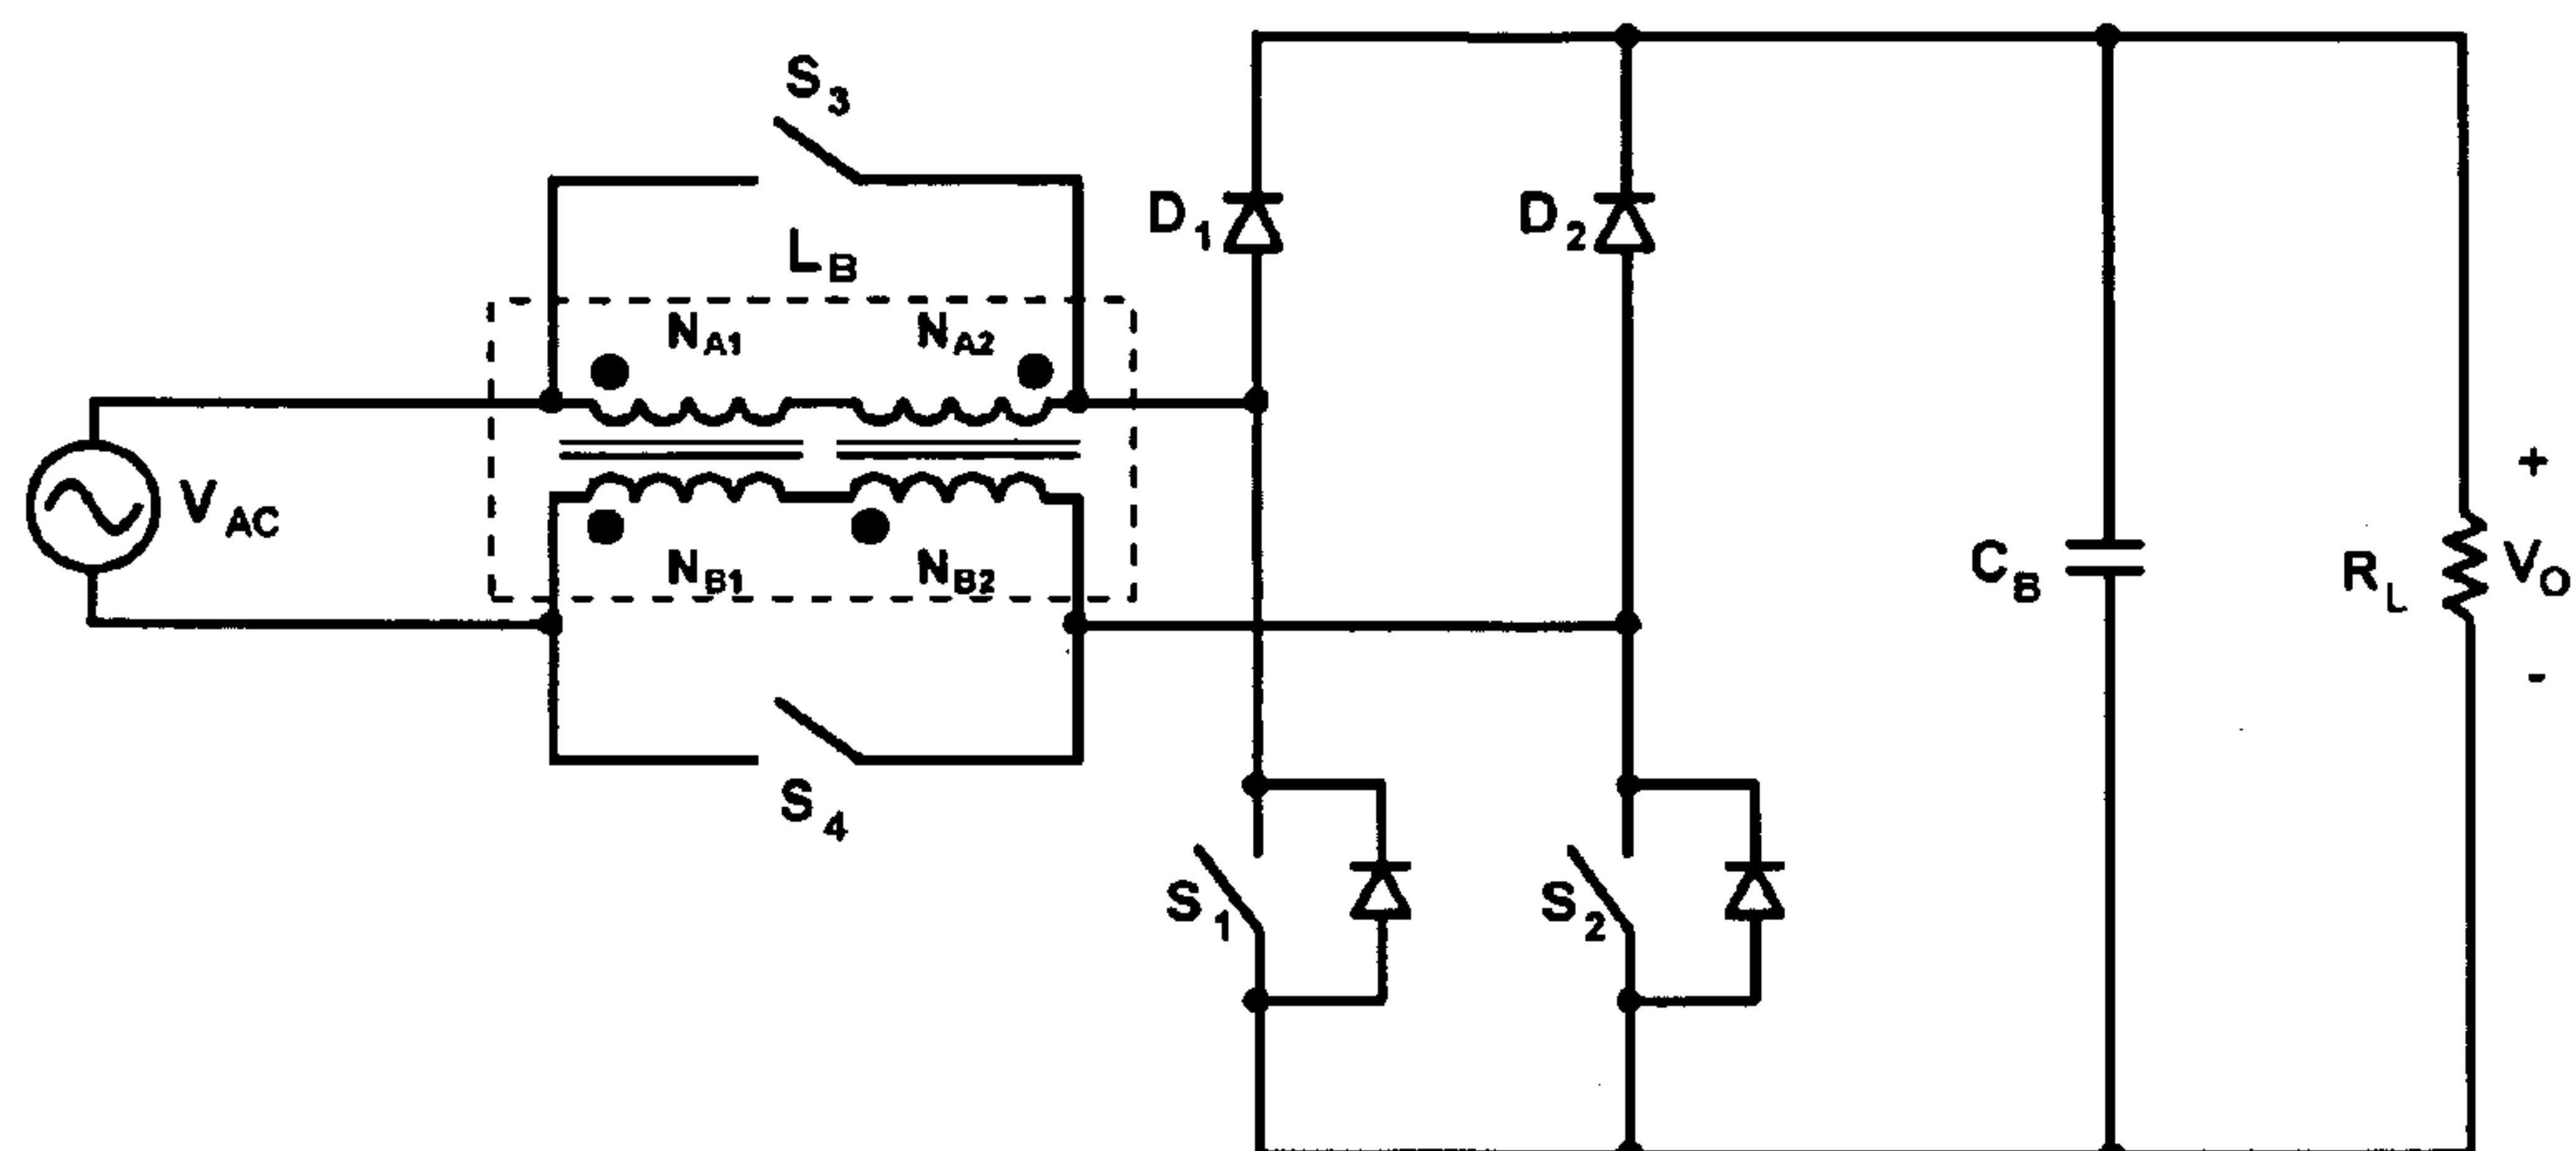 S3
LB
NA1 NA2
D1
D2
VAC
NB1 NB2
S4
S1
S2
CB
RL
+
VO
-